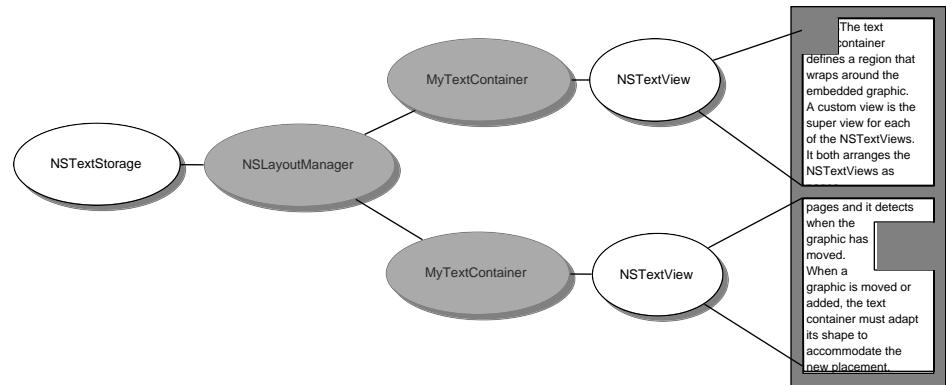 NSTextStorage
NSLayoutManager
MyTextContainer
NSTextView
MyTextContainer
NSTextView
The text
container
defines a region that
wraps around the
embedded graphic.
A custom view is the
super view for each
of the NSTextViews.
It both arranges the
NSTextViews as
pages and it detects
when the
graphic has
moved.
When a
graphic is moved or
added, the text
container must adapt
its shape to
accommodate the
new placement.